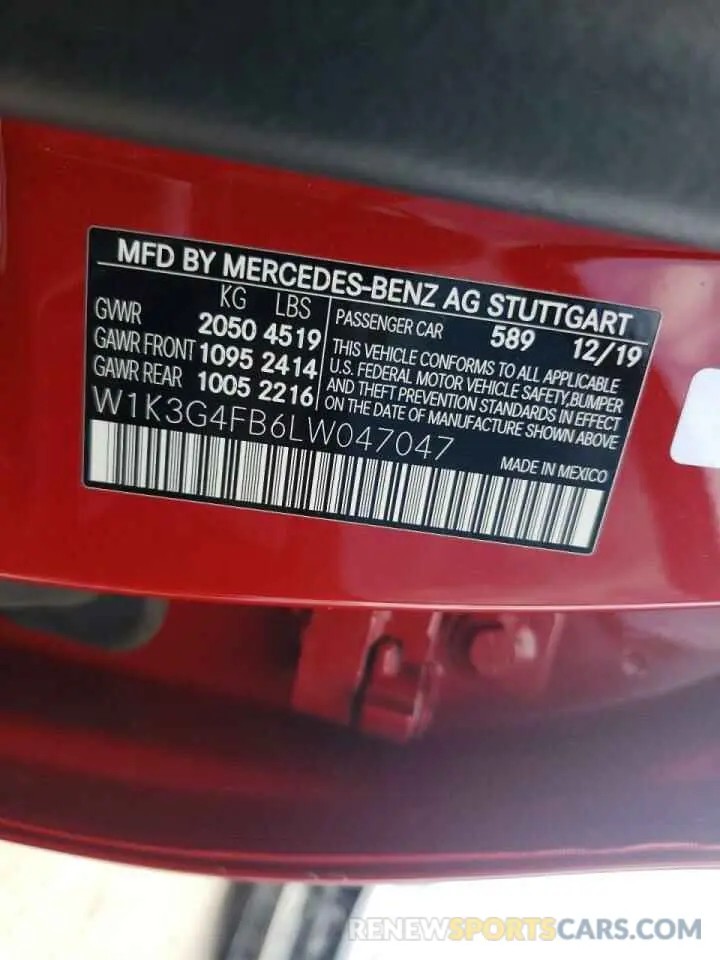 MFD BY MERCEDES-BENZ AG STUTTGART
KG LBS
GVWR 2050 4519
GAWR FRONT 1095 2414
GAWR REAR 1005 2216
PASSENGER CAR 589 12/19
THIS VEHICLE CONFORMS TO ALL APPLICABLE
U.S. FEDERAL MOTOR VEHICLE SAFETY,BUMPER
AND THEFT PREVENTION STANDARDS IN EFFECT
ON THE DATE OF MANUFACTURE SHOWN ABOVE
W1K3G4FB6LW047047
MADE IN MEXICO
RENEWSPORTSCARS.COM